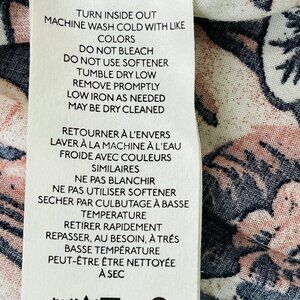 TURN INSIDE OUT
MACHINE WASH COLD WITH LIKE
COLORS
DO NOT BLEACH
DO NOT USE SOFTENER
TUMBLE DRY LOW
REMOVE PROMPTLY
LOW IRON AS NEEDED
MAY BE DRY CLEANED
RETOURNER À L'ENVERS
LAVER À LA MACHINE À L'EAU
FROIDE AVEC COULEURS
SIMILAIRES
NE PAS BLANCHIR
NE PAS UTILISER SOFTENER
SECHER PAR CULBUTAGE À BASSE
TEMPERATURE
RETIRER RAPIDEMENT
REPASSER, AU BESOIN, À TRÉS
BASSE TEMPÉRATURE
PEUT-ÊTRE ÊTRE NETTOYÉE
À SEC